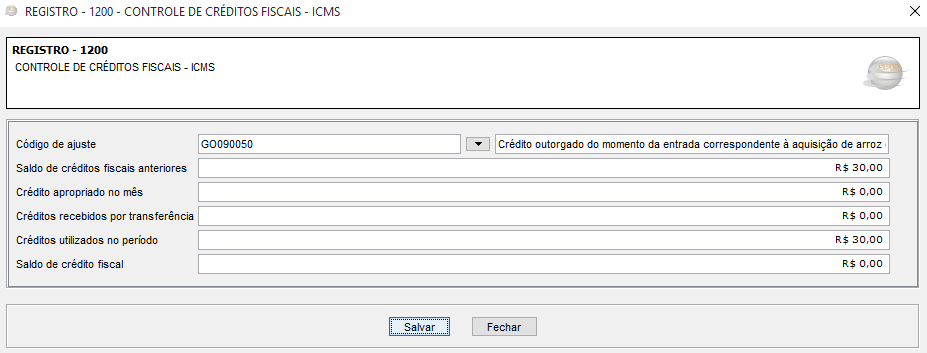 REGISTRO - 1200 - CONTROLE DE CRÉDITOS FISCAIS - ICMS
REGISTRO - 1200
CONTROLE DE CRÉDITOS FISCAIS - ICMS
Código de ajuste GO090050 Crédito outorgado do momento da entrada correspondente à aquisição de arroz
Saldo de créditos fiscais anteriores R$ 30,00
Crédito apropriado no mês R$ 0,00
Créditos recebidos por transferência R$ 0,00
Créditos utilizados no período R$ 30,00
Saldo de crédito fiscal R$ 0,00
Salvar Fechar